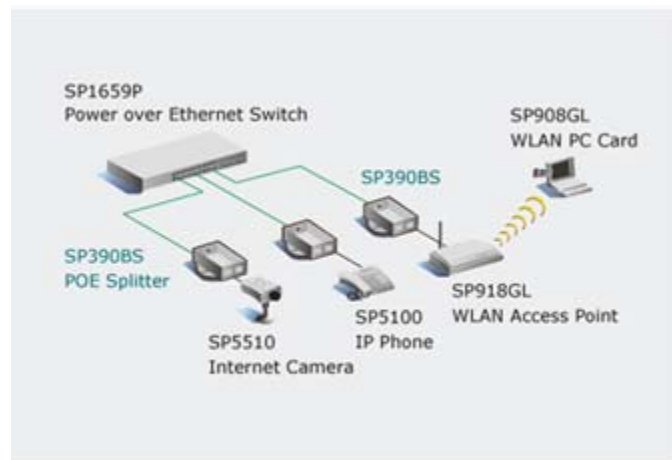 SP1659P
Power over Ethernet Switch
SP908GL
WLAN PC Card
SP390BS
SP390BS
POE Splitter
SP918GL
WLAN Access Point
SP5100
IP Phone
SP5510
Internet Camera